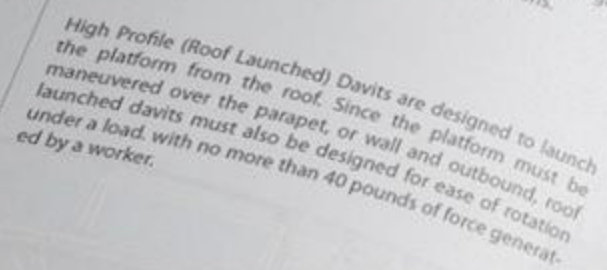 High Profile (Roof Launched) Davits are designed to launch
the platform from the roof. Since the platform must be
maneuvered over the parapet, or wall and outbound, roof
launched davits must also be designed for ease of rotation
under a load, with no more than 40 pounds of force generat-
ed by a worker.